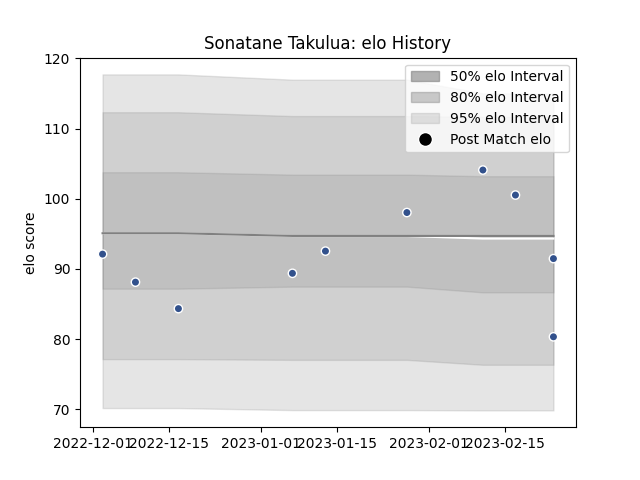 Sonatane Takulua: elo History
120
110
100
90
80
70
elo score
50% elo Interval
80% elo Interval
95% elo Interval
Post Match elo
2022-12-01
2022-12-15
2023-01-01
2023-01-15
2023-02-01
2023-02-15